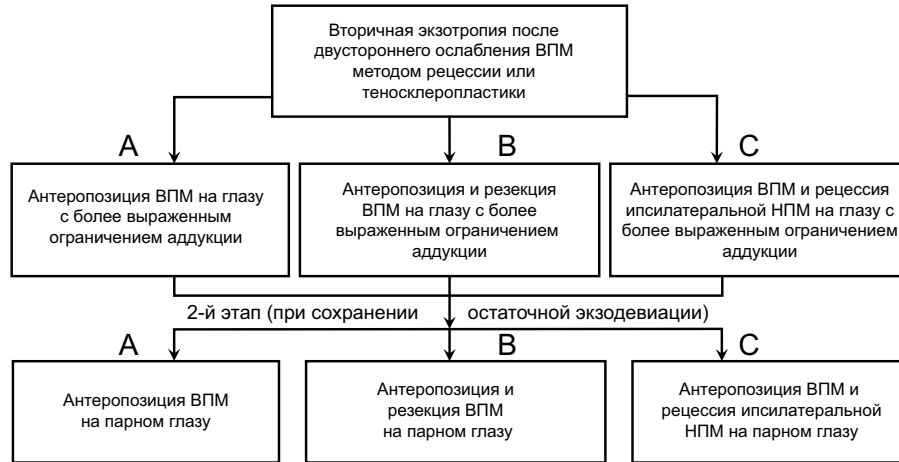 Вторичная экзотропия после
двустороннего ослабления ВПМ
методом рецессии или
теносклеропластики
A
B
C
Антеропозиция ВПМ на глазу
с более выраженным
ограничением аддукции
Антеропозиция и резекция
ВПМ на глазу с более
выраженным ограничением
аддукции
Антеропозиция ВПМ и рецессия
ипсилатеральной НПМ на глазу с
более выраженным ограничением
аддукции
2-й этап (при сохранении остаточной экзодевиации)
A
B
C
Антеропозиция ВПМ
на парном глазу
Антеропозиция и
резекция ВПМ
на парном глазу
Антеропозиция ВПМ и
рецессия ипсилатеральной
НПМ на парном глазу